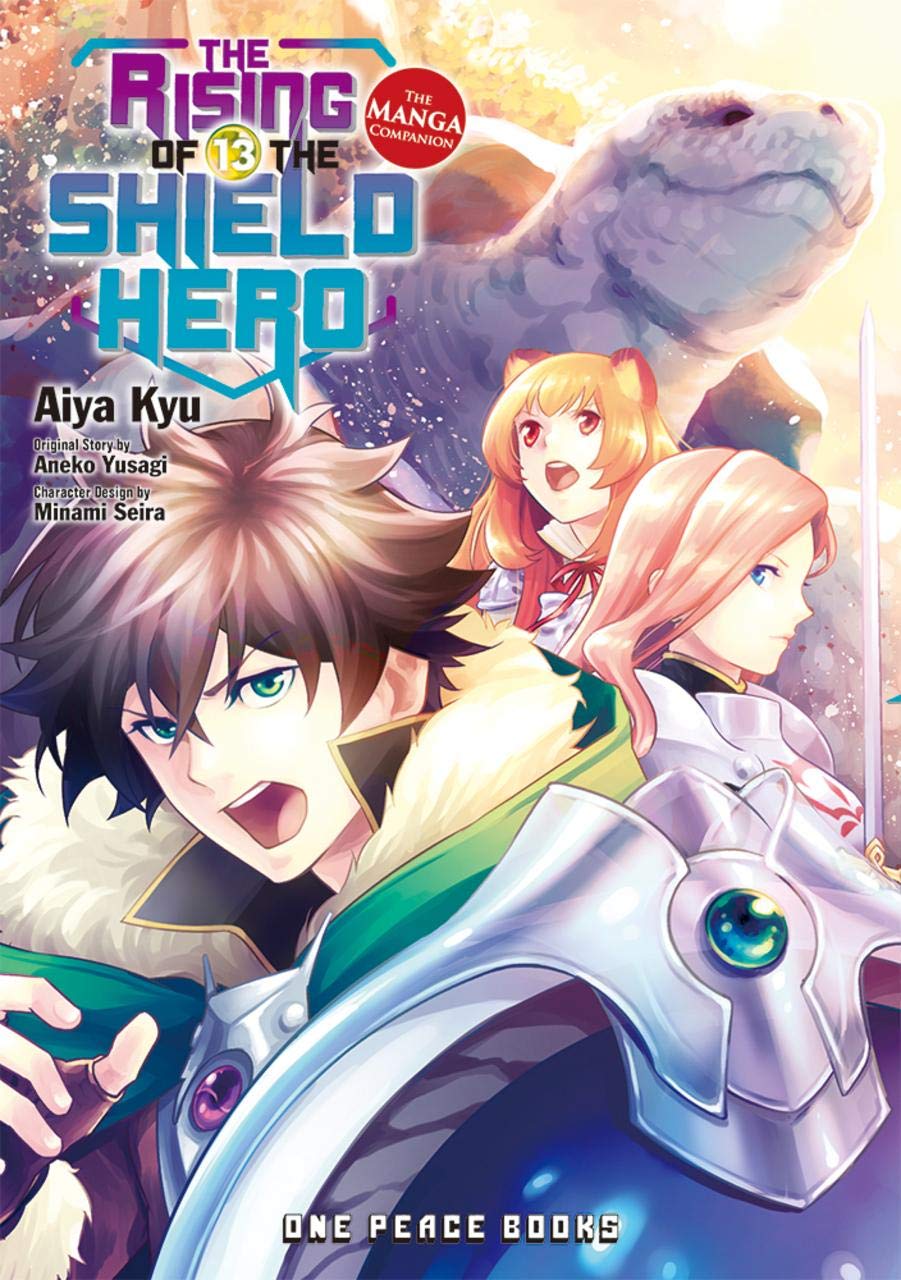 THE
RISING
OF 13 THE
SHIELD
HERO
THE
MANGA
COMPANION
Aiya Kyu
Original Story by
Aneko Yusagi
Character Design by
Minami Seira
ONE PEACE BOOKS